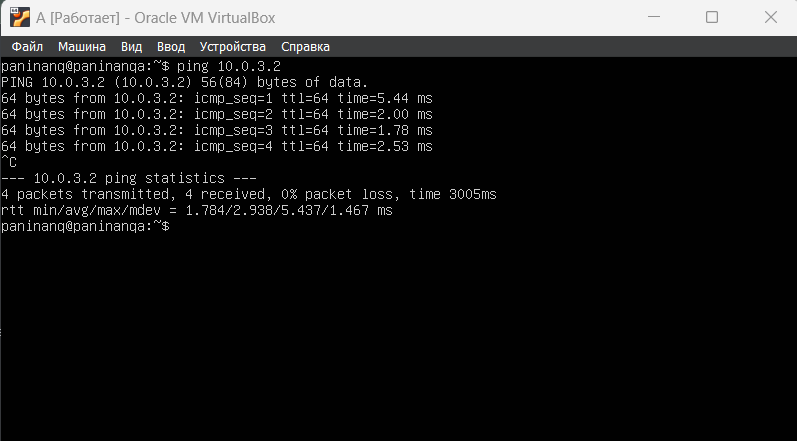 A [Работает] - Oracle VM VirtualBox
Файл Машина Вид Ввод Устройства Справка
paninanq@paninanqa:~$ ping 10.0.3.2
PING 10.0.3.2 (10.0.3.2) 56(84) bytes of data.
64 bytes from 10.0.3.2: icmp_seq=1 ttl=64 time=5.44 ms
64 bytes from 10.0.3.2: icmp_seq=2 ttl=64 time=2.00 ms
64 bytes from 10.0.3.2: icmp_seq=3 ttl=64 time=1.78 ms
64 bytes from 10.0.3.2: icmp_seq=4 ttl=64 time=2.53 ms
^C
--- 10.0.3.2 ping statistics ---
4 packets transmitted, 4 received, 0% packet loss, time 3005ms
rtt min/avg/max/mdev = 1.784/2.938/5.437/1.467 ms
paninanq@paninanqa:~$